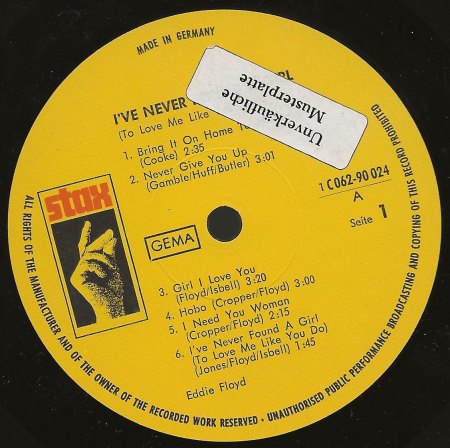 MADE IN GERMANY
I'VE NEVER
(To Love Me Like
Unverkäufliche
Musterplatte
1. Bring It On Home
(Cooke) 2:35
2. Never Give You Up
(Gamble/Huff/Butler) 3:01
1 C062-90 024
A
Seite 1
stax
GEMA
3. Girl I Love You
(Floyd/Isbell) 3:20
4. Hobo (Cropper/Floyd) 3:00
5. I Need You Woman
(Cropper/Floyd) 2:15
6. I've Never Found A Girl
(To Love Me Like You Do)
(Jones/Floyd/Isbell) 1:45
Eddie Floyd
ALL RIGHTS OF THE MANUFACTURER AND OF THE OWNER OF THE RECORDED WORK RESERVED • UNAUTHORISED PUBLIC PERFORMANCE BROADCASTING AND COPYING OF THIS RECORD PROHIBITED